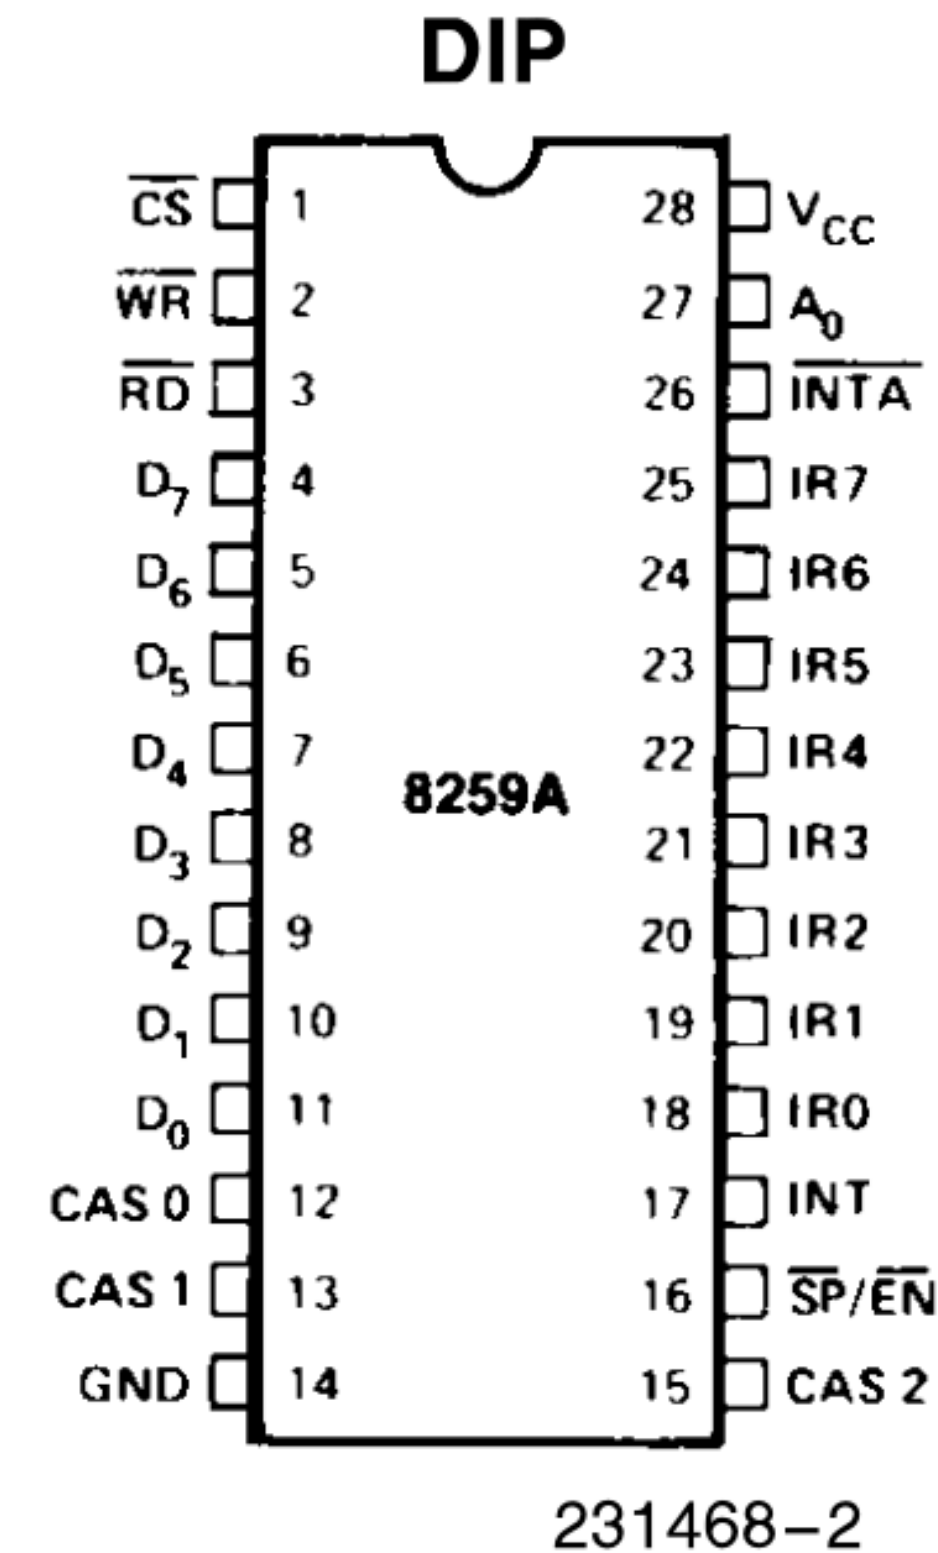 DIP
CS 1 28 VCC
WR 2 27 A0
RD 3 26 INTA
D7 4 25 IR7
D6 5 24 IR6
D5 6 23 IR5
D4 7 22 IR4
8259A
D3 8 21 IR3
D2 9 20 IR2
D1 10 19 IR1
D0 11 18 IR0
CAS 0 12 17 INT
CAS 1 13 16 SP/EN
GND 14 15 CAS 2
231468-2